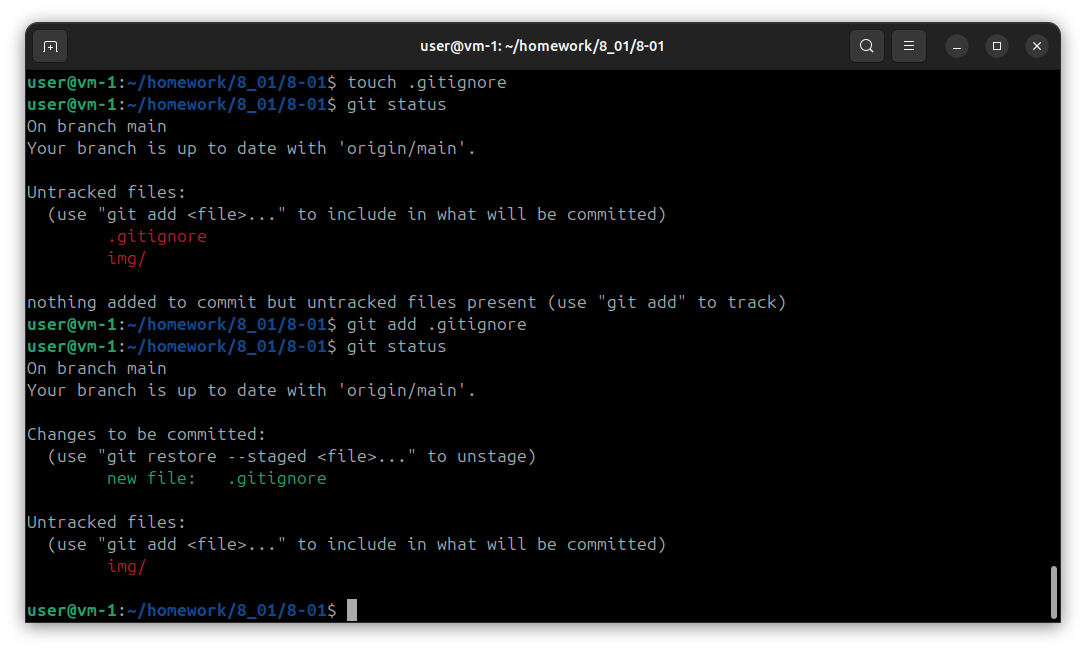 user@vm-1: ~/homework/8_01/8-01
user@vm-1:~/homework/8_01/8-01$ touch .gitignore
user@vm-1:~/homework/8_01/8-01$ git status
On branch main
Your branch is up to date with 'origin/main'.
Untracked files:
  (use "git add <file>..." to include in what will be committed)
        .gitignore
        img/
nothing added to commit but untracked files present (use "git add" to track)
user@vm-1:~/homework/8_01/8-01$ git add .gitignore
user@vm-1:~/homework/8_01/8-01$ git status
On branch main
Your branch is up to date with 'origin/main'.
Changes to be committed:
  (use "git restore --staged <file>..." to unstage)
        new file:   .gitignore
Untracked files:
  (use "git add <file>..." to include in what will be committed)
        img/
user@vm-1:~/homework/8_01/8-01$